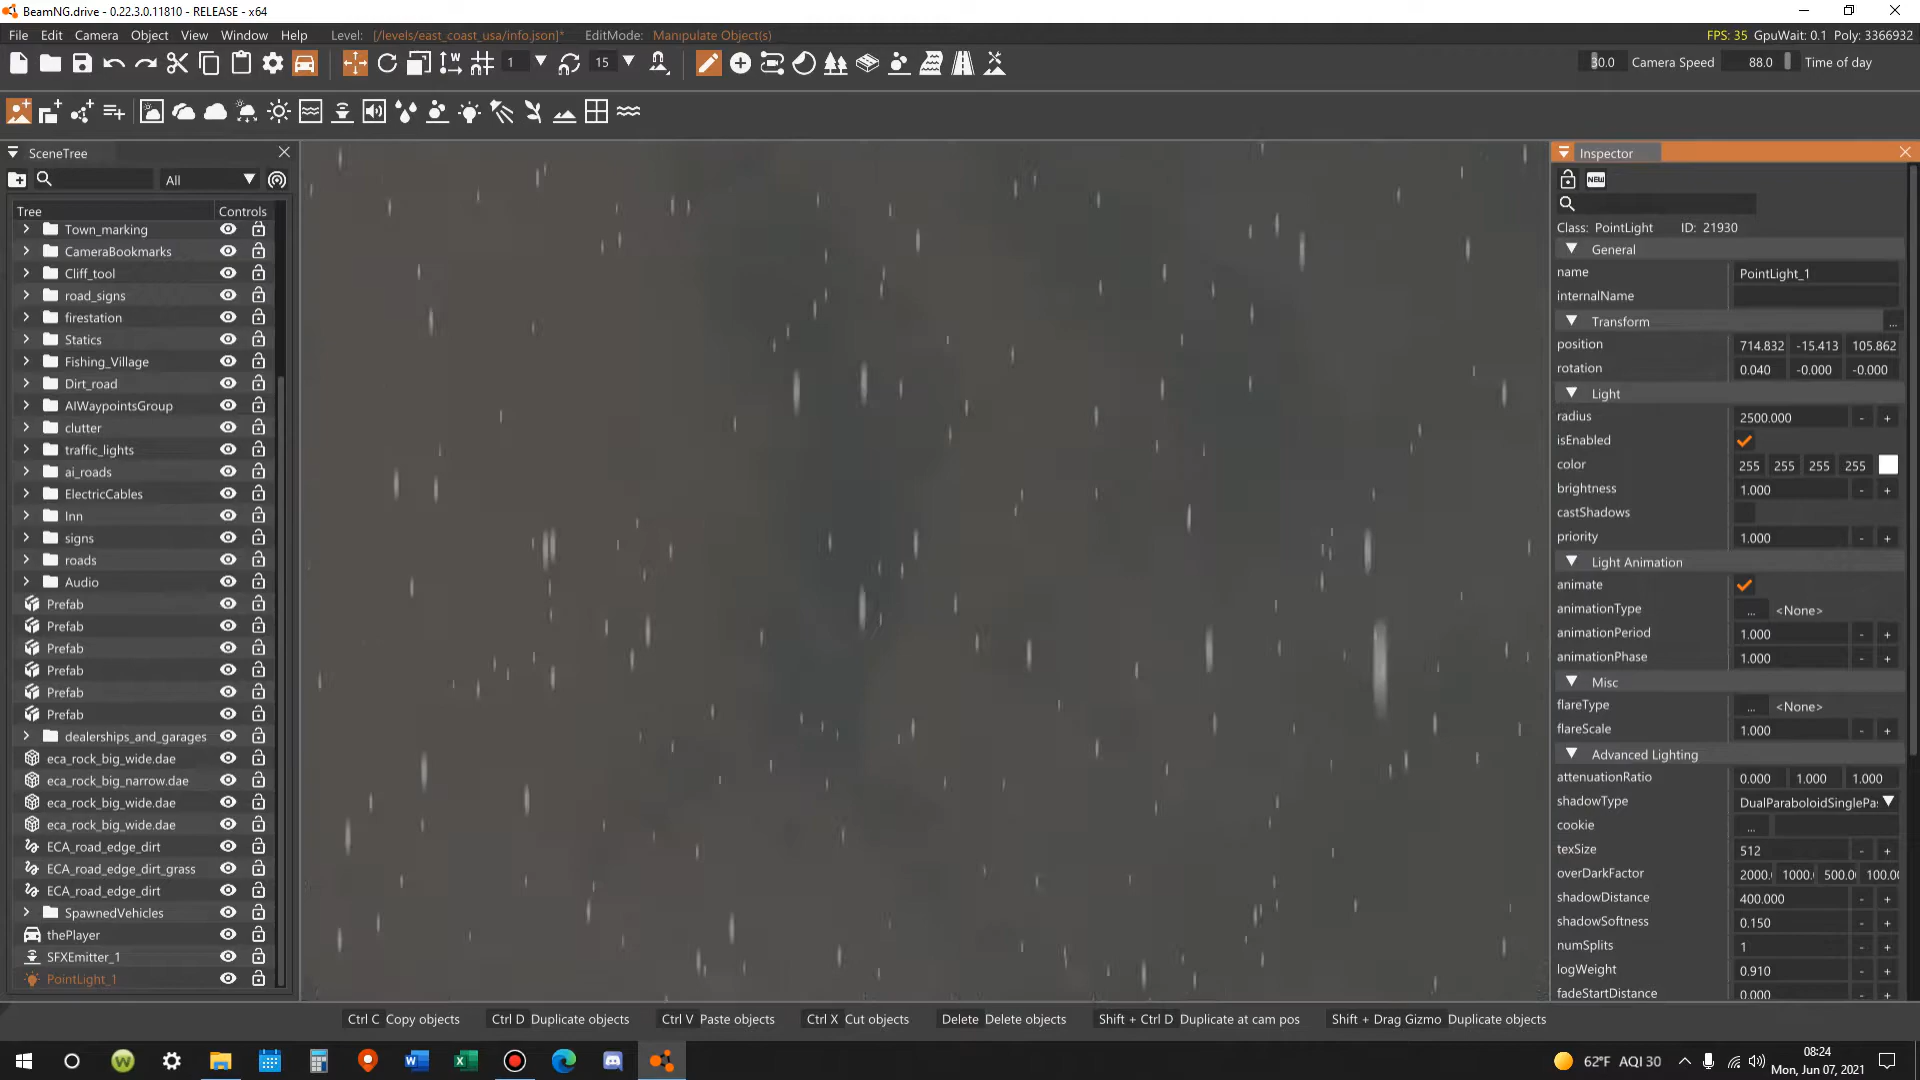 BeamNG.drive - 0.22.3.0.11810 - RELEASE - x64
File Edit Camera Object View Window Help Level: [/levels/east_coast_usa/info.json]* EditMode: Manipulate Object(s) FPS: 35 GpuWait: 0.1 Poly: 3366932
1 15 30.0 Camera Speed 88.0 Time of day
SceneTree
All
Tree Controls
Town_marking
CameraBookmarks
Cliff_tool
road_signs
firestation
Statics
Fishing_Village
Dirt_road
AIWaypointsGroup
clutter
traffic_lights
ai_roads
ElectricCables
Inn
signs
roads
Audio
Prefab
Prefab
Prefab
Prefab
Prefab
Prefab
dealerships_and_garages
eca_rock_big_wide.dae
eca_rock_big_narrow.dae
eca_rock_big_wide.dae
eca_rock_big_wide.dae
ECA_road_edge_dirt
ECA_road_edge_dirt_grass
ECA_road_edge_dirt
SpawnedVehicles
thePlayer
SFXEmitter_1
PointLight_1
Inspector
NEW
Class: PointLight ID: 21930
General
name PointLight_1
internalName
Transform ...
position 714.832 -15.413 105.862
rotation 0.040 -0.000 -0.000
Light
radius 2500.000 - +
isEnabled
color 255 255 255 255
brightness 1.000 - +
castShadows
priority 1.000 - +
Light Animation
animate
animationType ... <None>
animationPeriod 1.000 - +
animationPhase 1.000 - +
Misc
flareType ... <None>
flareScale 1.000 - +
Advanced Lighting
attenuationRatio 0.000 1.000 1.000
shadowType DualParaboloidSinglePa
cookie ...
texSize 512 - +
overDarkFactor 2000. 1000. 500.0 100.00
shadowDistance 400.000 - +
shadowSoftness 0.150 - +
numSplits 1 - +
logWeight 0.910 - +
fadeStartDistance 0.000 - +
Ctrl C Copy objects Ctrl D Duplicate objects Ctrl V Paste objects Ctrl X Cut objects Delete Delete objects Shift + Ctrl D Duplicate at cam pos Shift + Drag Gizmo Duplicate objects
62°F AQI 30
08:24
Mon, Jun 07, 2021